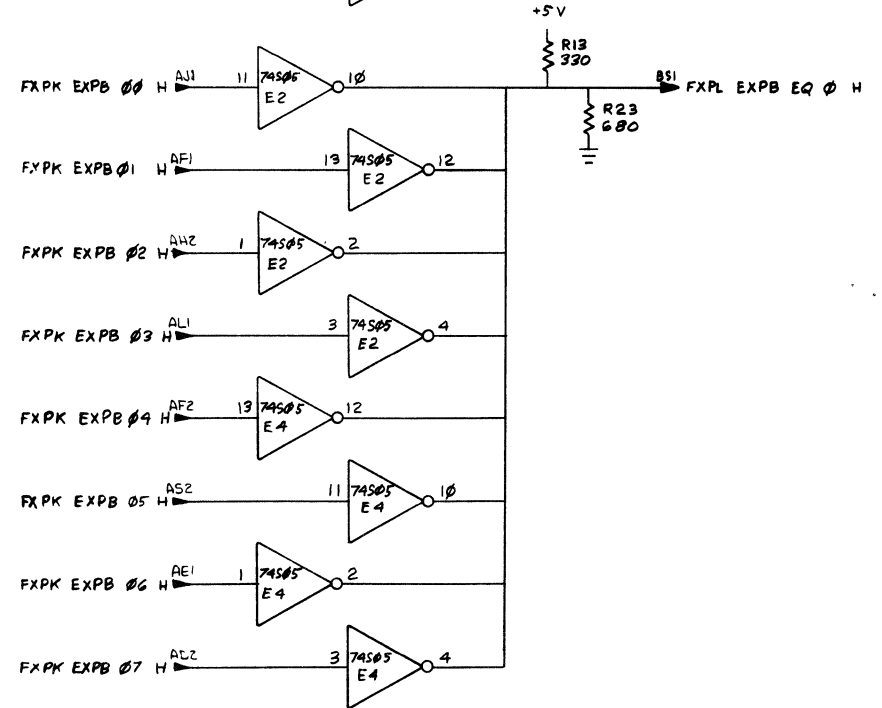 +5 V
R13
330
FXPK EXPB ØØ H AJ1 11 74SØ5 E2 1Ø
BS1 FXPL EXPB EQ Ø H
R23
68Ø
FXPK EXPB Ø1 H AF1 13 74SØ5 E2 12
FXPK EXPB Ø2 H AH2 1 74SØ5 E2 2
FXPK EXPB Ø3 H AL1 3 74SØ5 E2 4
FXPK EXPB Ø4 H AF2 13 74SØ5 E4 12
FXPK EXPB Ø5 H AS2 11 74SØ5 E4 1Ø
FXPK EXPB Ø6 H AE1 1 74SØ5 E4 2
FXPK EXPB Ø7 H 3 74SØ5 E4 4